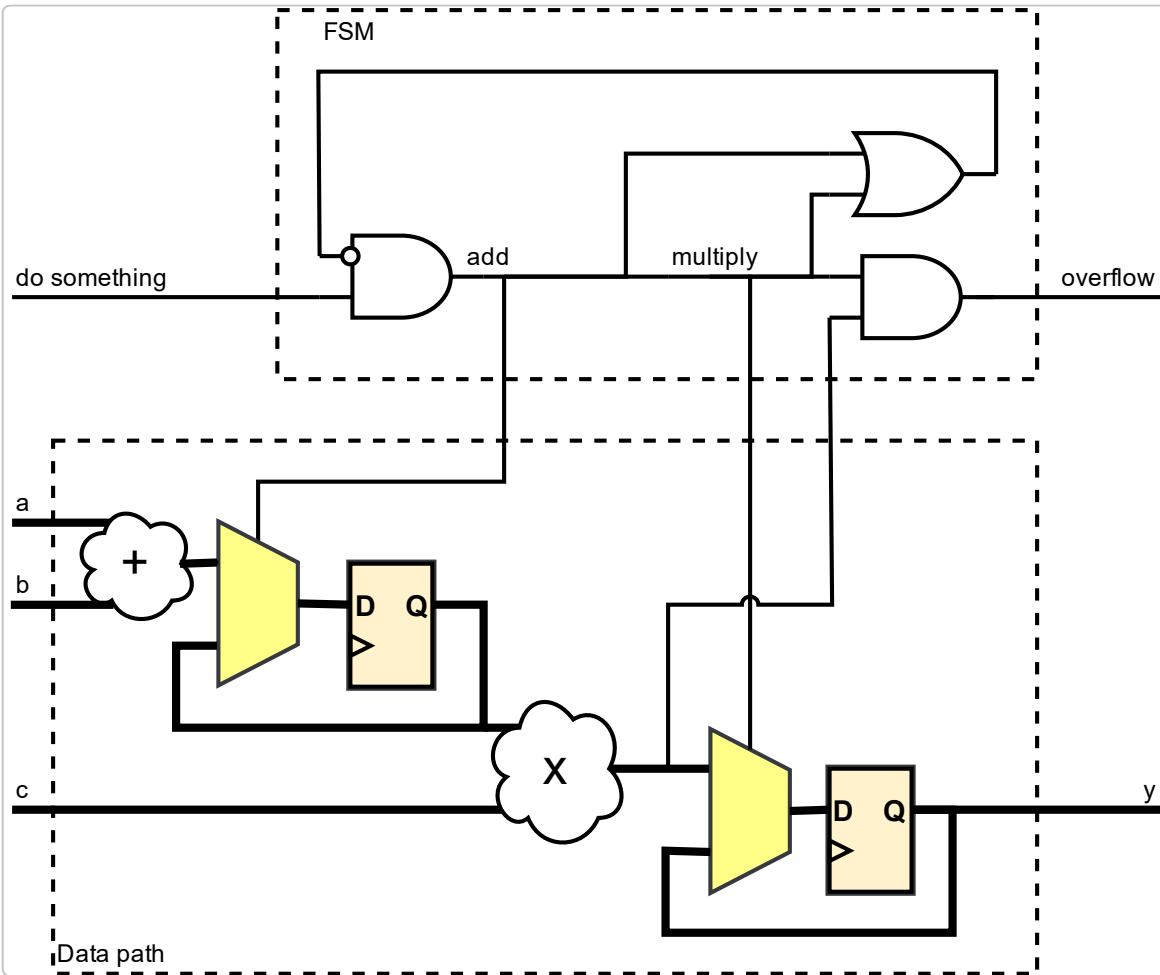 FSM
add
multiply
do something
overflow
a
+
b
D Q
X
c
D Q
y
Data path